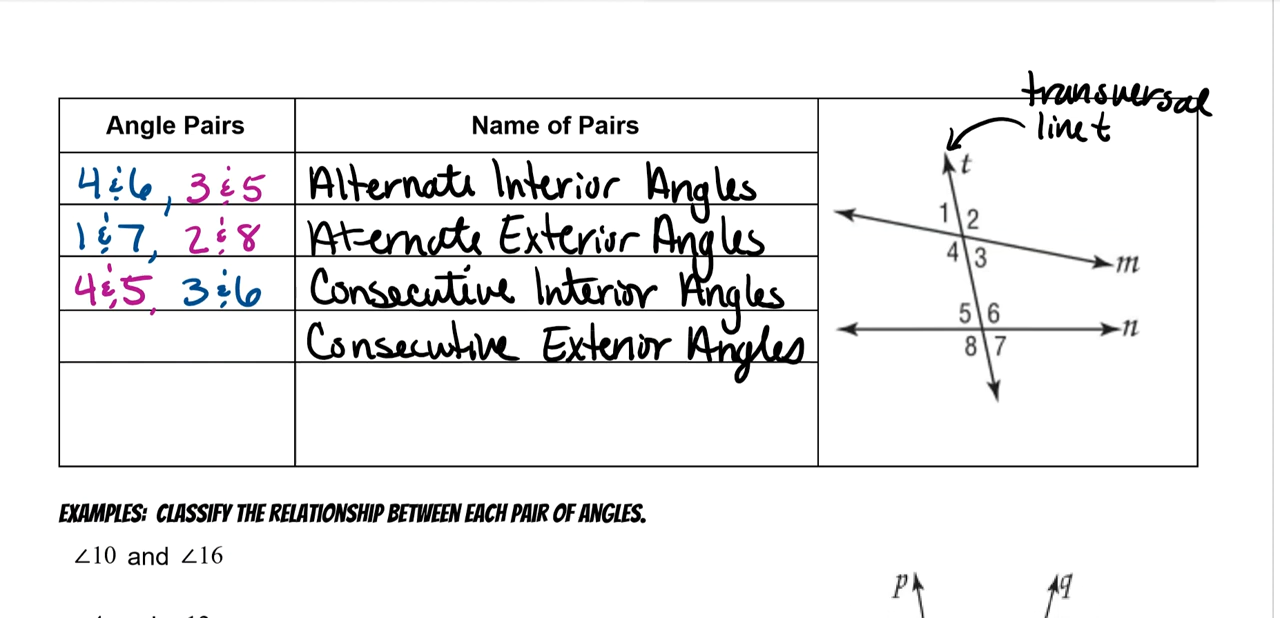 transversal
line t
Angle Pairs Name of Pairs
4 & 6, 3 & 5 Alternate Interior Angles
1 & 7, 2 & 8 Aternate Exterior Angles
4 & 5, 3 & 6 Consecutive Interior Angles
Consecutive Exterior Angles
t
1 2
4 3
m
5 6
n
8 7
EXAMPLES: CLASSIFY THE RELATIONSHIP BETWEEN EACH PAIR OF ANGLES.
∠10 and ∠16
p q